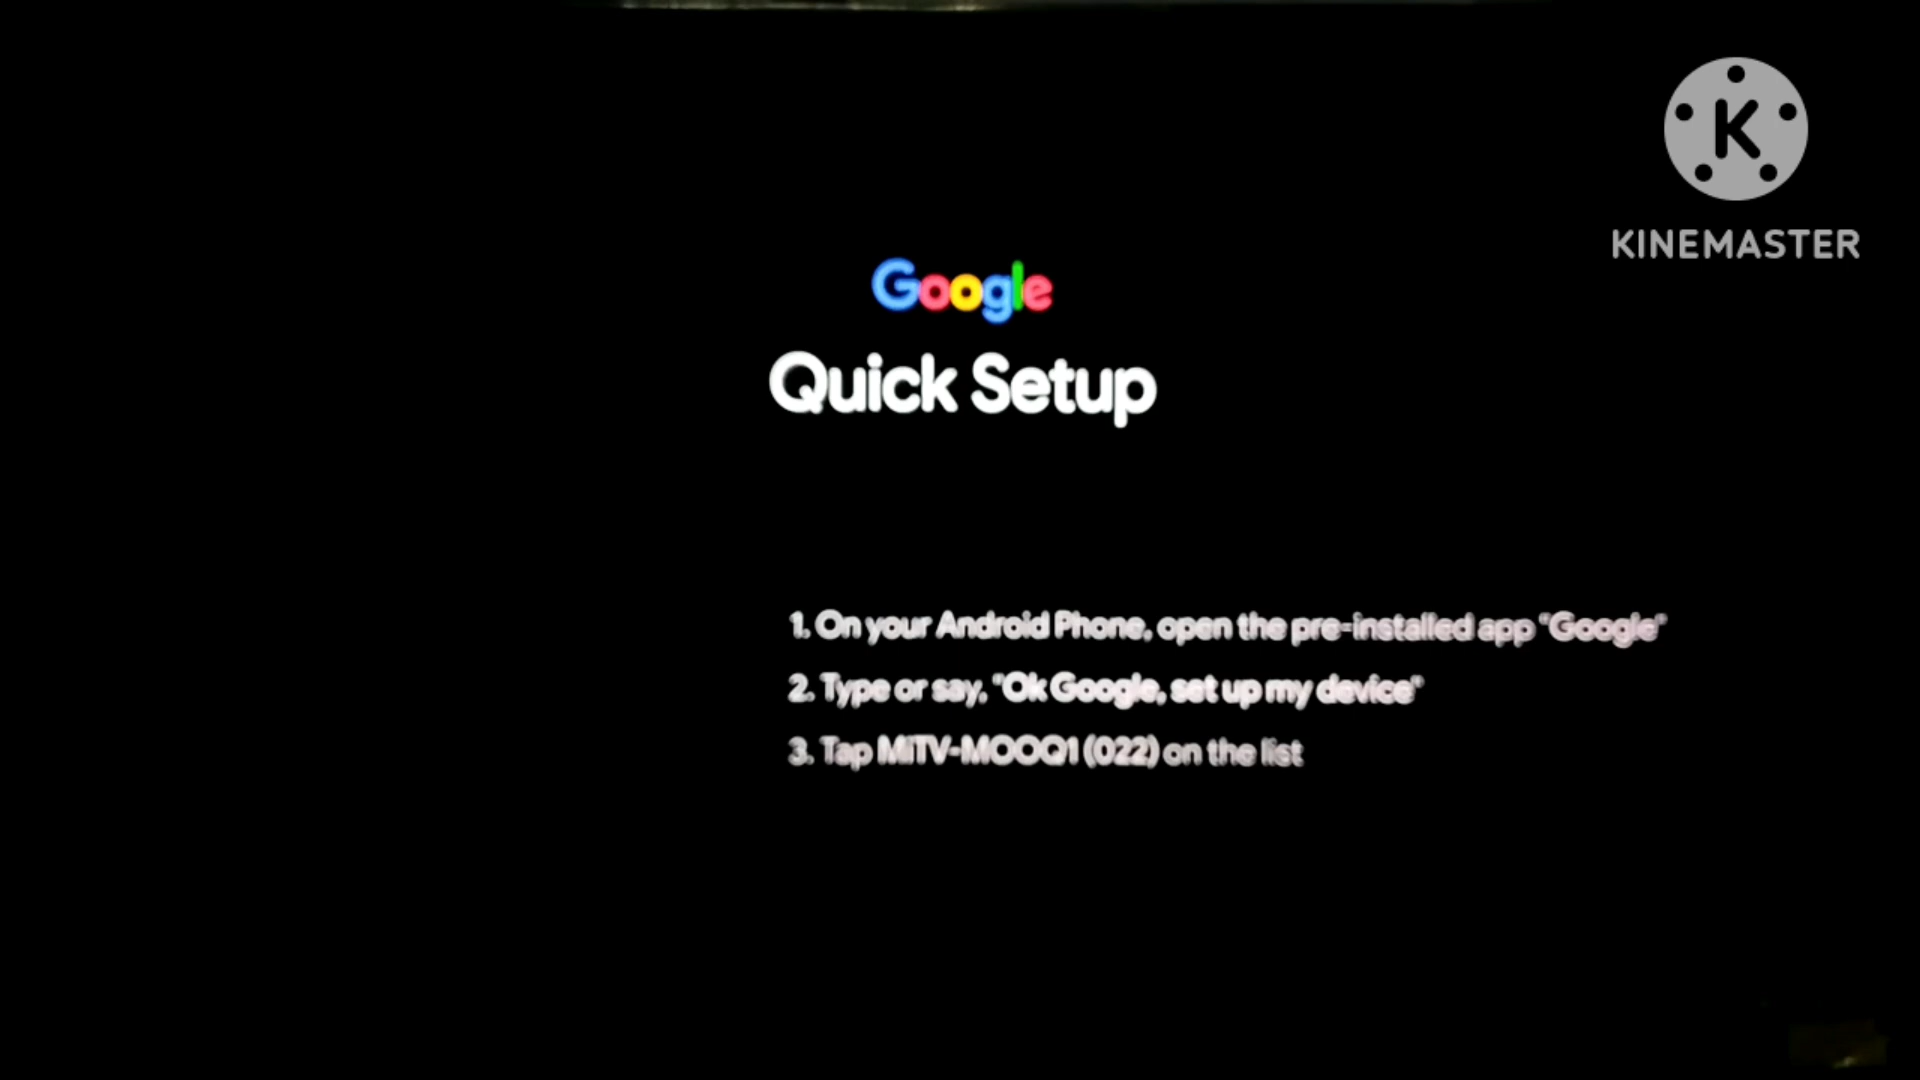 K
KINEMASTER
Google
Quick Setup
1. On your Android Phone, open the pre-installed app "Google"
2. Type or say, "Ok Google, set up my device"
3. Tap MiTV-MOOQ1 (022) on the list